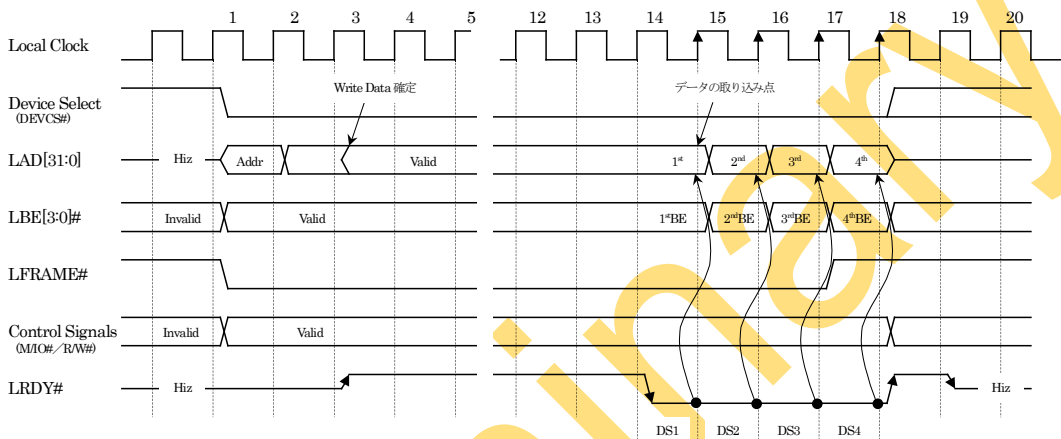 1 2 3 4 5 12 13 14 15 16 17 18 19 20
Local Clock
Write Data 確定 データの取り込み点
Device Select
(DEVCS#)
LAD[31:0] Hiz Addr Valid 1st 2nd 3rd 4th
LBE[3:0]# Invalid Valid 1stBE 2ndBE 3rdBE 4thBE
LFRAME#
Control Signals Invalid Valid
(M/IO#/R/W#)
LRDY# Hiz Hiz
DS1 DS2 DS3 DS4